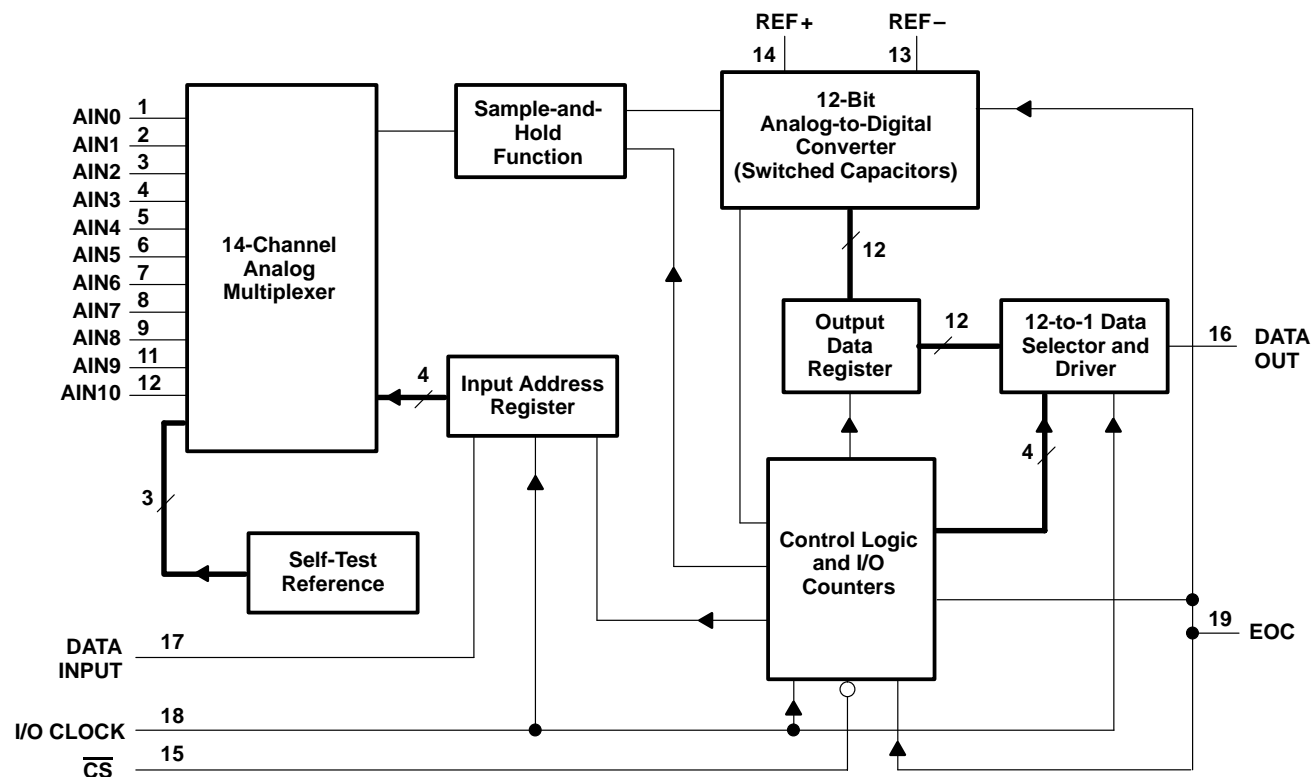 REF+
REF−
14
13
AIN0
1
AIN1
2
AIN2
3
AIN3
4
AIN4
5
AIN5
6
AIN6
7
AIN7
8
AIN8
9
AIN9
11
AIN10
12
14-Channel
Analog
Multiplexer
Sample-and-
Hold
Function
12-Bit
Analog-to-Digital
Converter
(Switched Capacitors)
12
Output
Data
Register
12
12-to-1 Data
Selector and
Driver
16
DATA
OUT
4
Input Address
Register
4
3
Self-Test
Reference
Control Logic
and I/O
Counters
19
EOC
DATA
INPUT
17
I/O CLOCK
18
C̅S̅
15